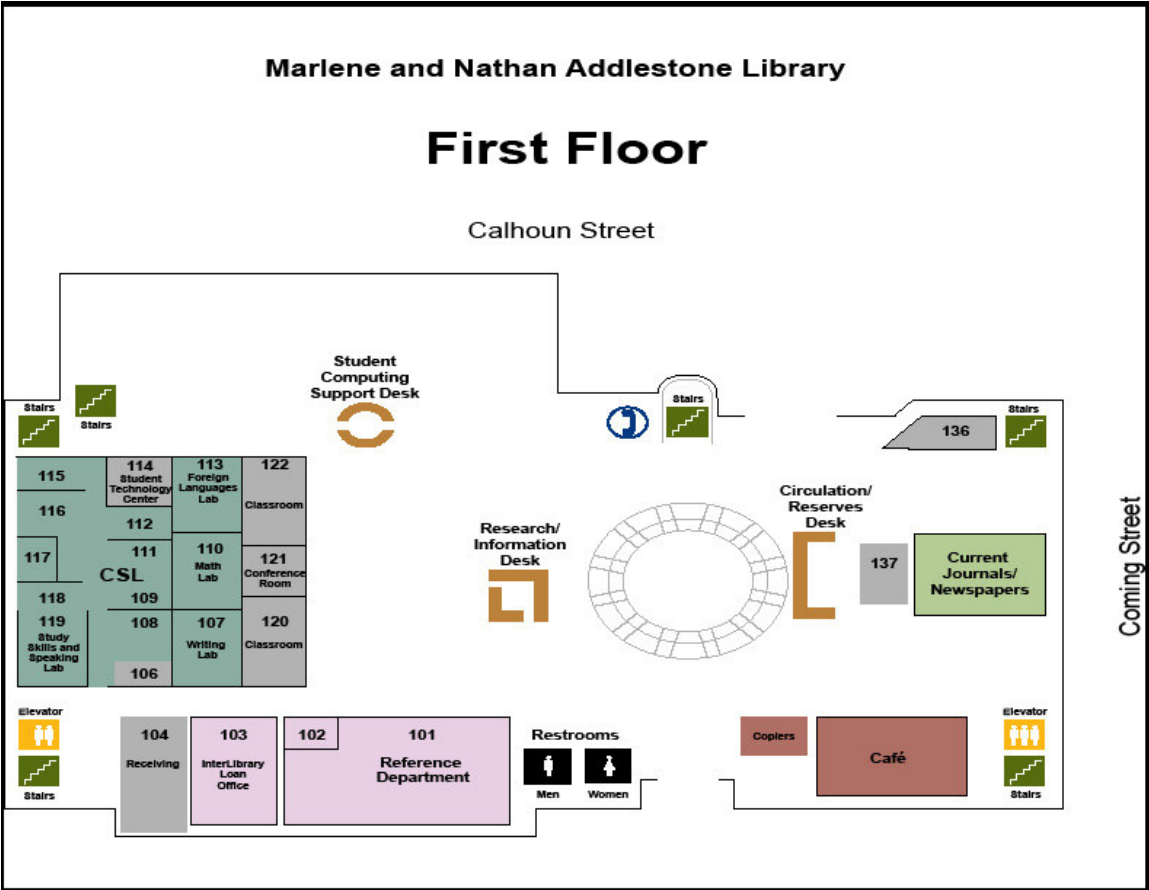 Marlene and Nathan Addlestone Library
First Floor
Calhoun Street
Student
Computing
Support Desk
Stairs
Stairs
Stairs
Stairs
136
115
116
117
118
119
Study
Skills and
Speaking
Lab
114
Student
Technology
Center
112
111
CSL
109
108
106
113
Foreign
Languages
Lab
110
Math
Lab
107
Writing
Lab
122
Classroom
121
Conference
Room
120
Classroom
Research/
Information
Desk
Circulation/
Reserves
Desk
137
Current
Journals/
Newspapers
Coming Street
Elevator
Stairs
104
Receiving
103
InterLibrary
Loan
Office
102
101
Reference
Department
Restrooms
Men
Women
Copiers
Café
Elevator
Stairs